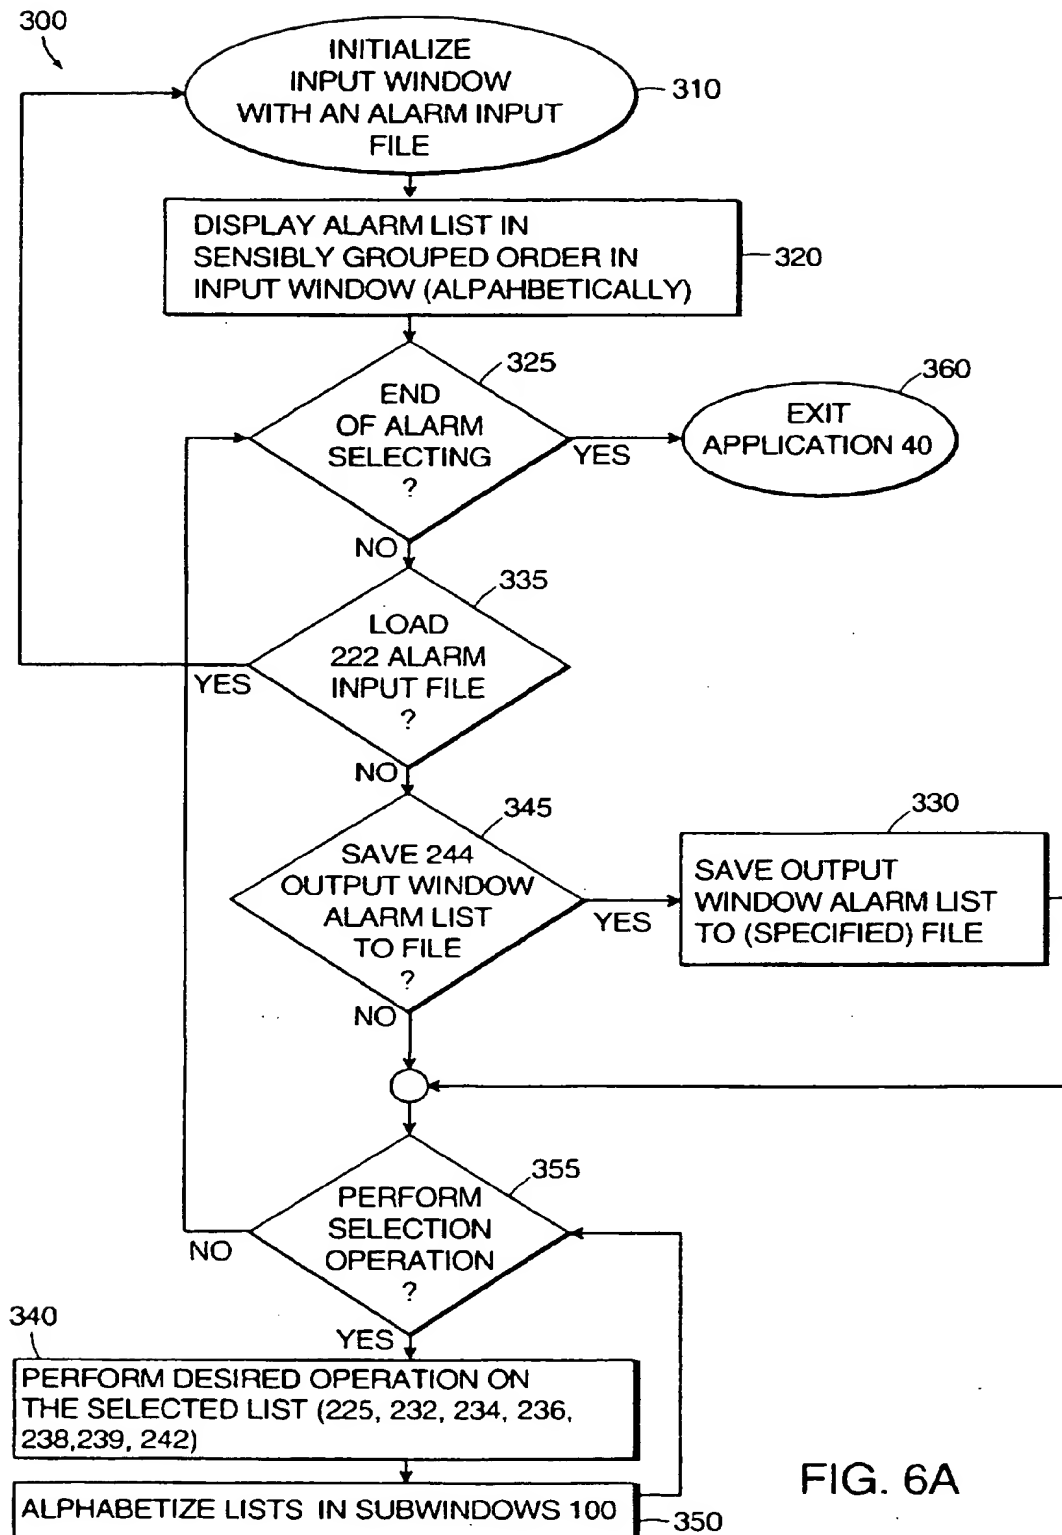 300
INITIALIZE
INPUT WINDOW
WITH AN ALARM INPUT
FILE
310
DISPLAY ALARM LIST IN
SENSIBLY GROUPED ORDER IN
INPUT WINDOW (ALPAHBETICALLY)
320
325
END
OF ALARM
SELECTING
?
YES
360
EXIT
APPLICATION 40
NO
335
LOAD
222 ALARM
INPUT FILE
?
YES
NO
345
SAVE 244
OUTPUT WINDOW
ALARM LIST
TO FILE
?
YES
330
SAVE OUTPUT
WINDOW ALARM LIST
TO (SPECIFIED) FILE
NO
355
PERFORM
SELECTION
OPERATION
?
NO
YES
340
PERFORM DESIRED OPERATION ON
THE SELECTED LIST (225, 232, 234, 236,
238,239, 242)
ALPHABETIZE LISTS IN SUBWINDOWS 100
350
FIG. 6A